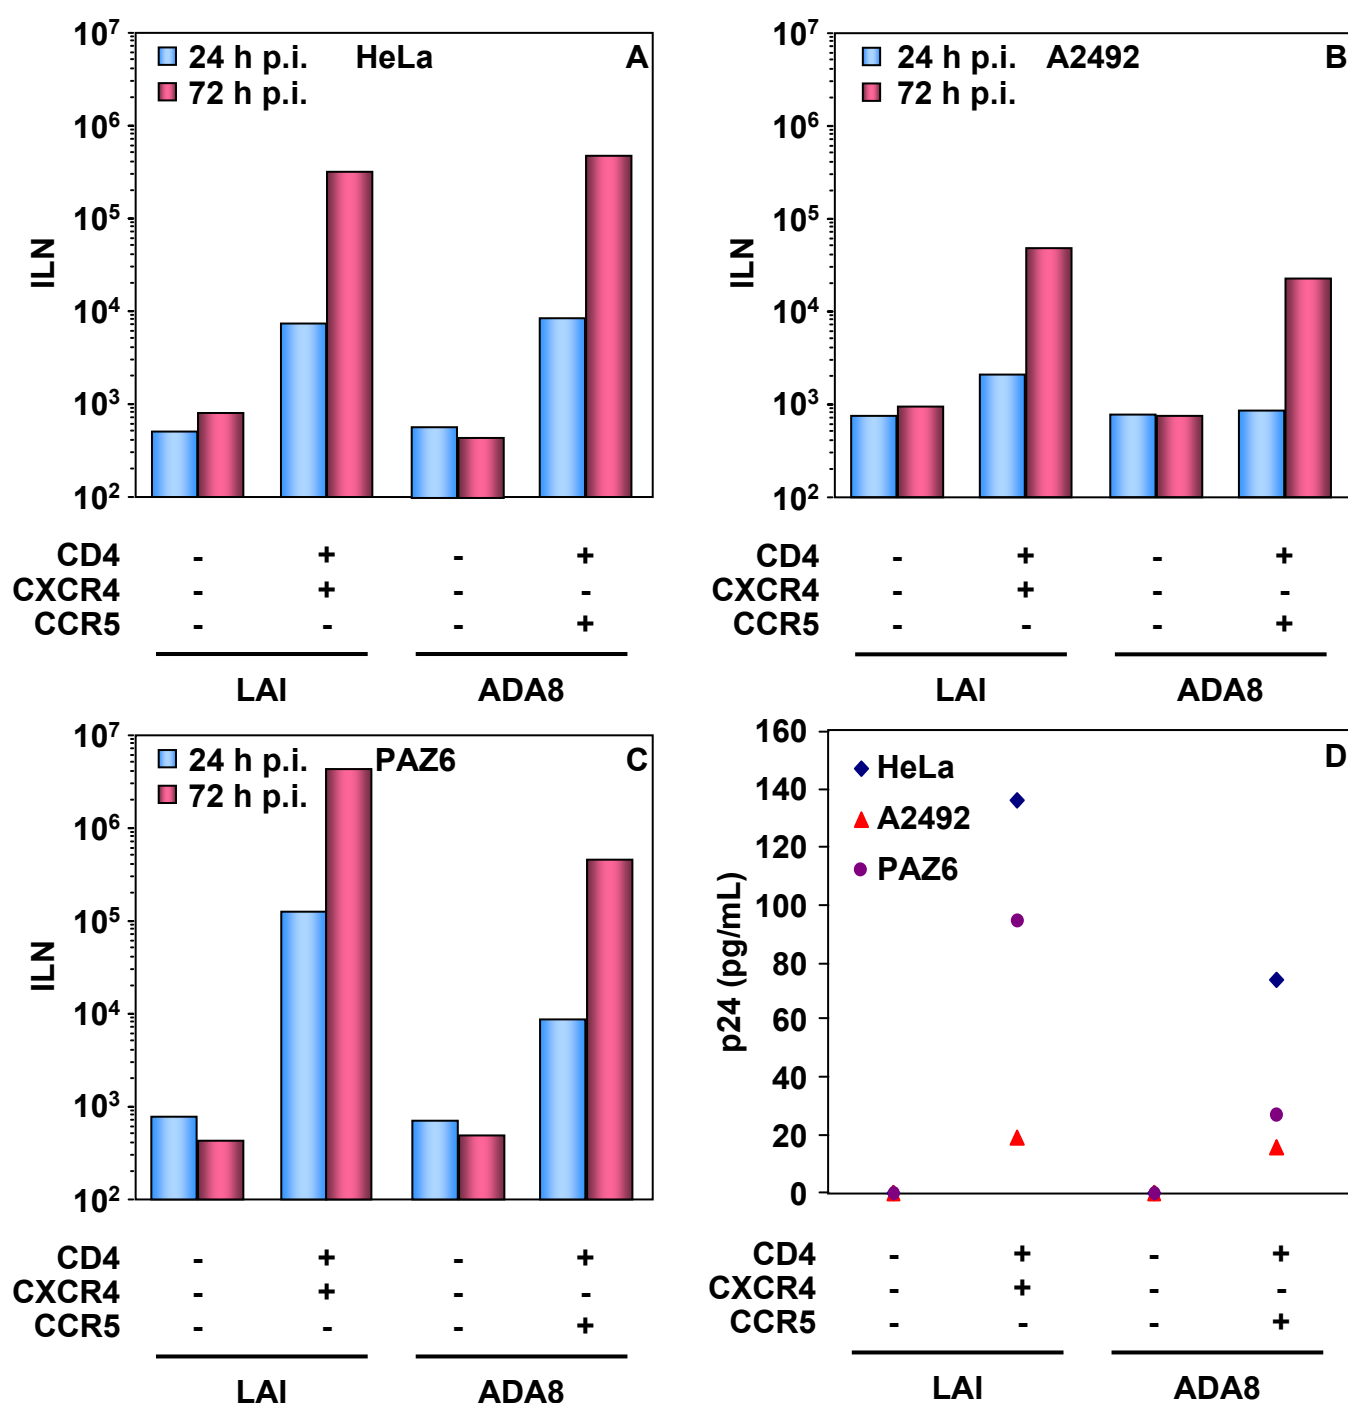 A
HeLa
24 h p.i.
72 h p.i.
ILN
10⁷
10⁶
10⁵
10⁴
10³
10²
CD4 - + - +
CXCR4 - + - -
CCR5 - - - +
LAI ADA8
B
A2492
24 h p.i.
72 h p.i.
ILN
10⁷
10⁶
10⁵
10⁴
10³
10²
CD4 - + - +
CXCR4 - + - -
CCR5 - - - +
LAI ADA8
C
PAZ6
24 h p.i.
72 h p.i.
ILN
10⁷
10⁶
10⁵
10⁴
10³
10²
CD4 - + - +
CXCR4 - + - -
CCR5 - - - +
LAI ADA8
D
HeLa
A2492
PAZ6
p24 (pg/mL)
160
140
120
100
80
60
40
20
0
CD4 - + - +
CXCR4 - + - -
CCR5 - - - +
LAI ADA8